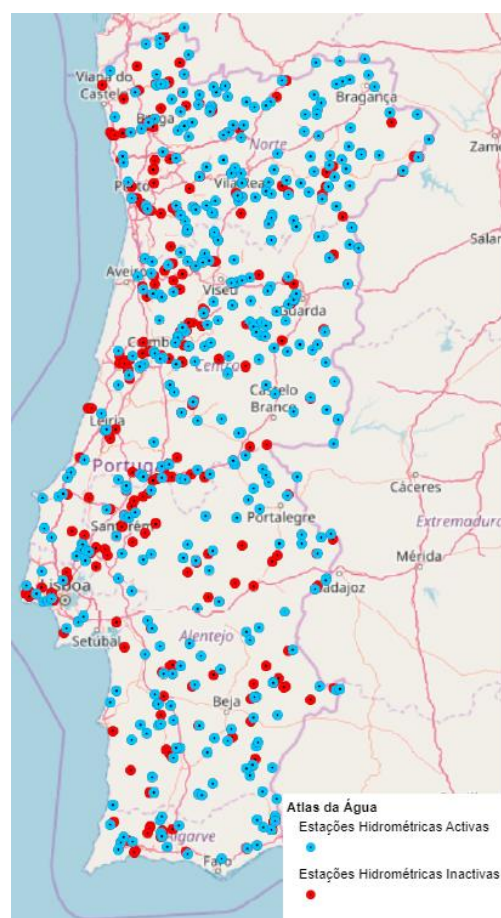 Viana do
Castelo
Braga
Bragança
Norte
Zamo
Porto
Vila Real
Salar
Aveiro
Viseu
Guarda
Coimb
Centro
Castelo
Branco
Leiria
Portuga
Cáceres
Portalegre
Extremadura
Santarém
Mérida
Lisboa
Badajoz
Setúbal
Alentejo
Beja
Algarve
Faro
Atlas da Água
Estações Hidrométricas Activas
Estações Hidrométricas Inactivas